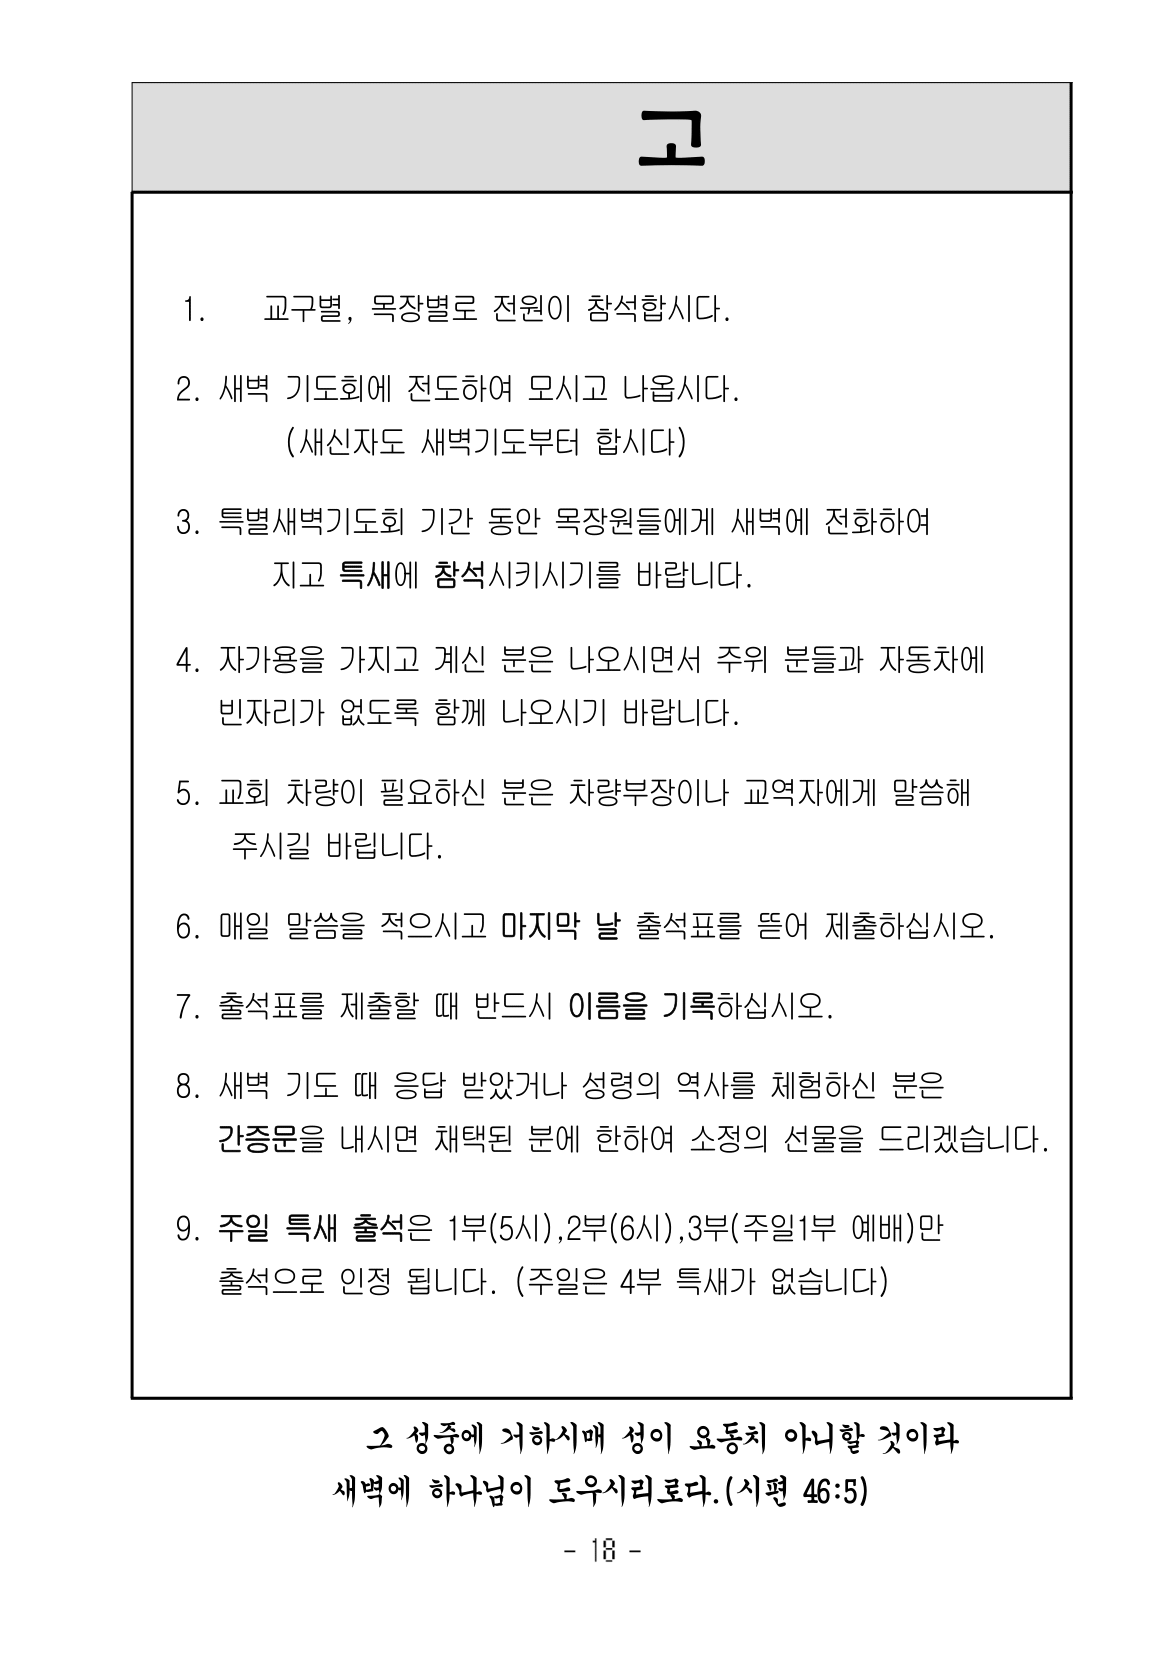 고
1. 교구별, 목장별로 전원이 참석합시다.
2. 새벽 기도회에 전도하여 모시고 나옵시다.
(새신자도 새벽기도부터 합시다)
3. 특별새벽기도회 기간 동안 목장원들에게 새벽에 전화하여
지고 특새에 참석시키시기를 바랍니다.
4. 자가용을 가지고 계신 분은 나오시면서 주위 분들과 자동차에
빈자리가 없도록 함께 나오시기 바랍니다.
5. 교회 차량이 필요하신 분은 차량부장이나 교역자에게 말씀해
주시길 바립니다.
6. 매일 말씀을 적으시고 마지막 날 출석표를 뜯어 제출하십시오.
7. 출석표를 제출할 때 반드시 이름을 기록하십시오.
8. 새벽 기도 때 응답 받았거나 성령의 역사를 체험하신 분은
간증문을 내시면 채택된 분에 한하여 소정의 선물을 드리겠습니다.
9. 주일 특새 출석은 1부(5시),2부(6시),3부(주일1부 예배)만
출석으로 인정 됩니다. (주일은 4부 특새가 없습니다)
그 성중에 거하시매 성이 요동치 아니할 것이라
새벽에 하나님이 도우시리로다.(시편 46:5)
- 18 -